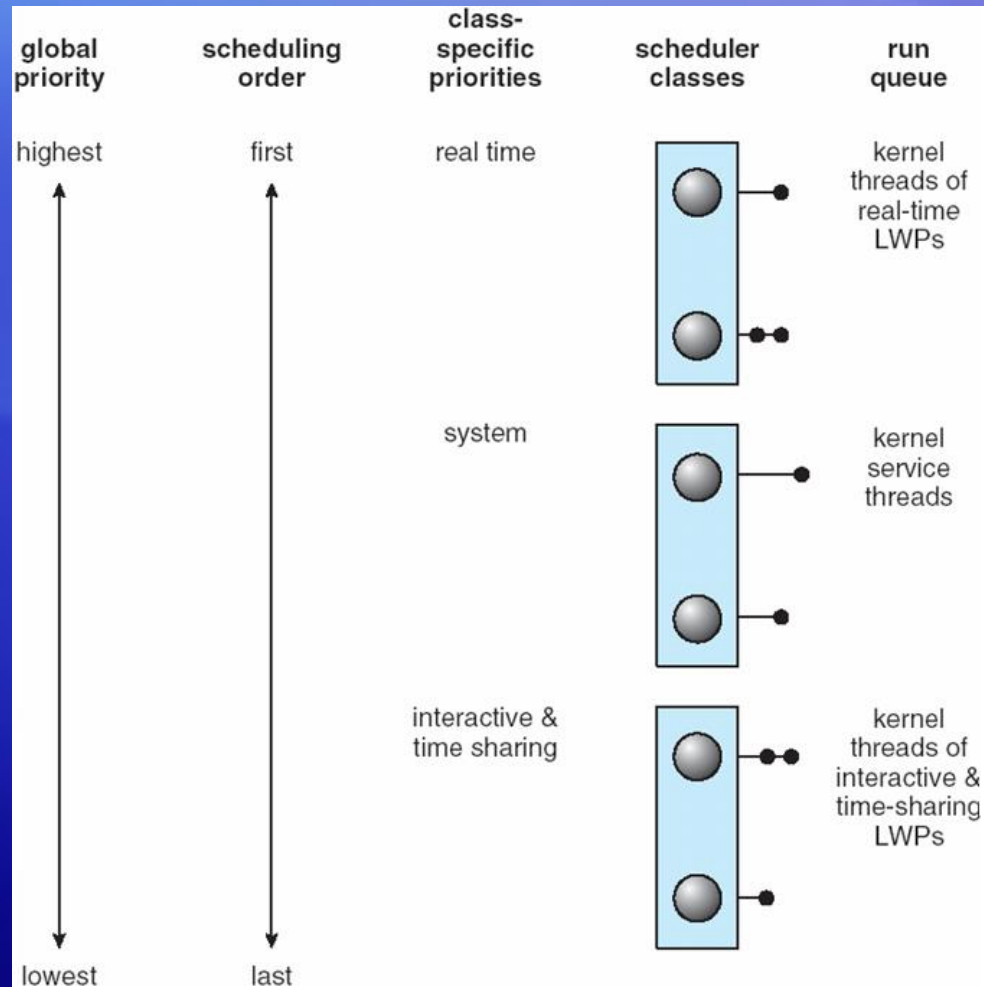 global
priority
scheduling
order
class-
specific
priorities
scheduler
classes
run
queue
highest
first
real time
kernel
threads of
real-time
LWPs
system
kernel
service
threads
interactive &
time sharing
kernel
threads of
interactive &
time-sharing
LWPs
lowest
last